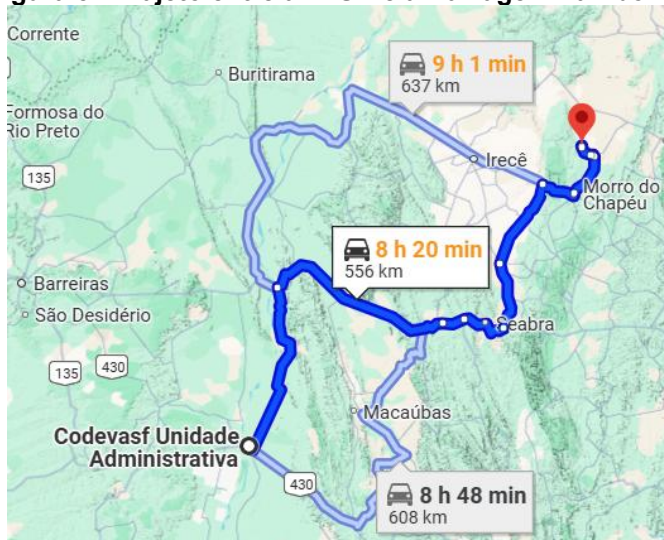 Corrente
Buritirama
9 h 1 min
637 km
Formosa do
Rio Preto
135
Irecê
Morro do
Chapéu
8 h 20 min
556 km
Barreiras
São Desidério
Seabra
135
430
Macaúbas
Codevasf Unidade
Administrativa
430
8 h 48 min
608 km